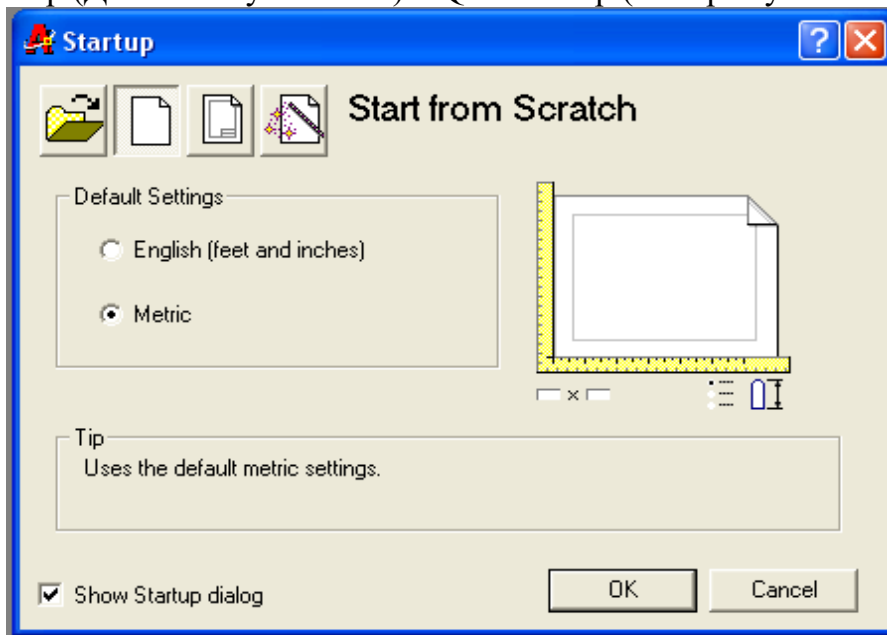 Startup
Start from Scratch
Default Settings
English (feet and inches)
Metric
Tip
Uses the default metric settings.
Show Startup dialog
OK
Cancel